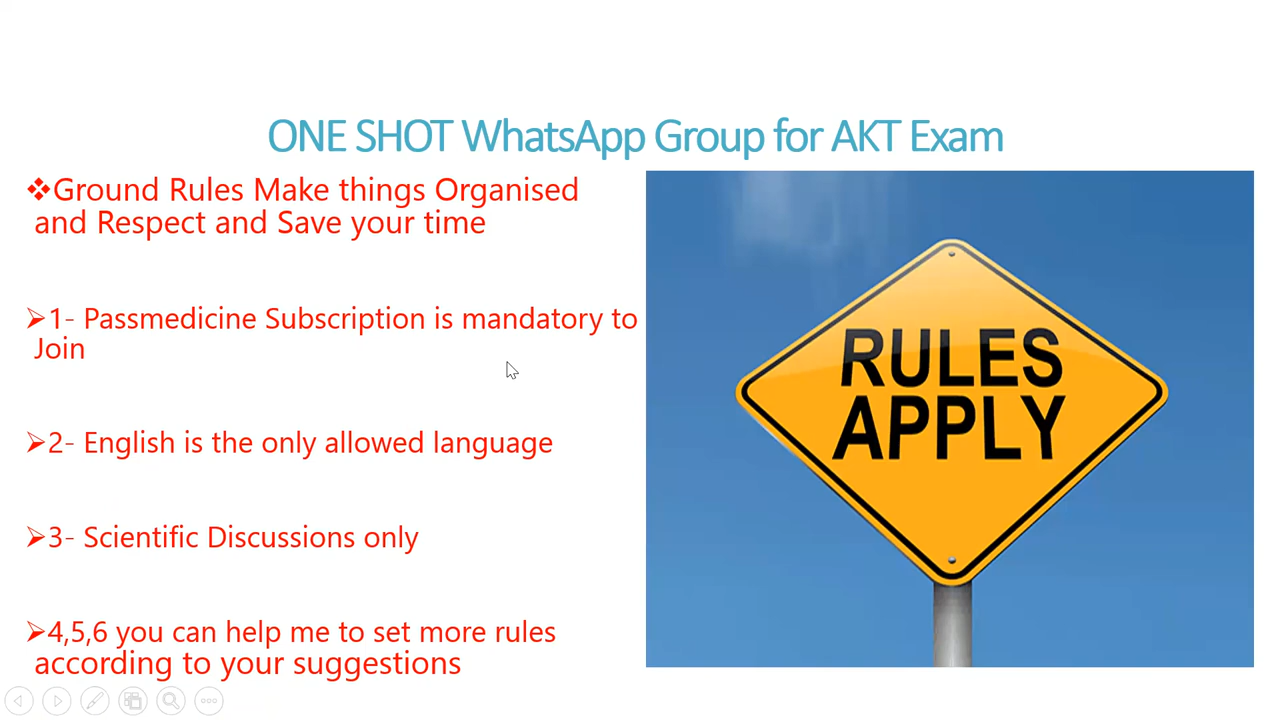 ONE SHOT WhatsApp Group for AKT Exam
❖Ground Rules Make things Organised
and Respect and Save your time
➢1- Passmedicine Subscription is mandatory to
Join
➢2- English is the only allowed language
➢3- Scientific Discussions only
➢4,5,6 you can help me to set more rules
according to your suggestions
RULES
APPLY